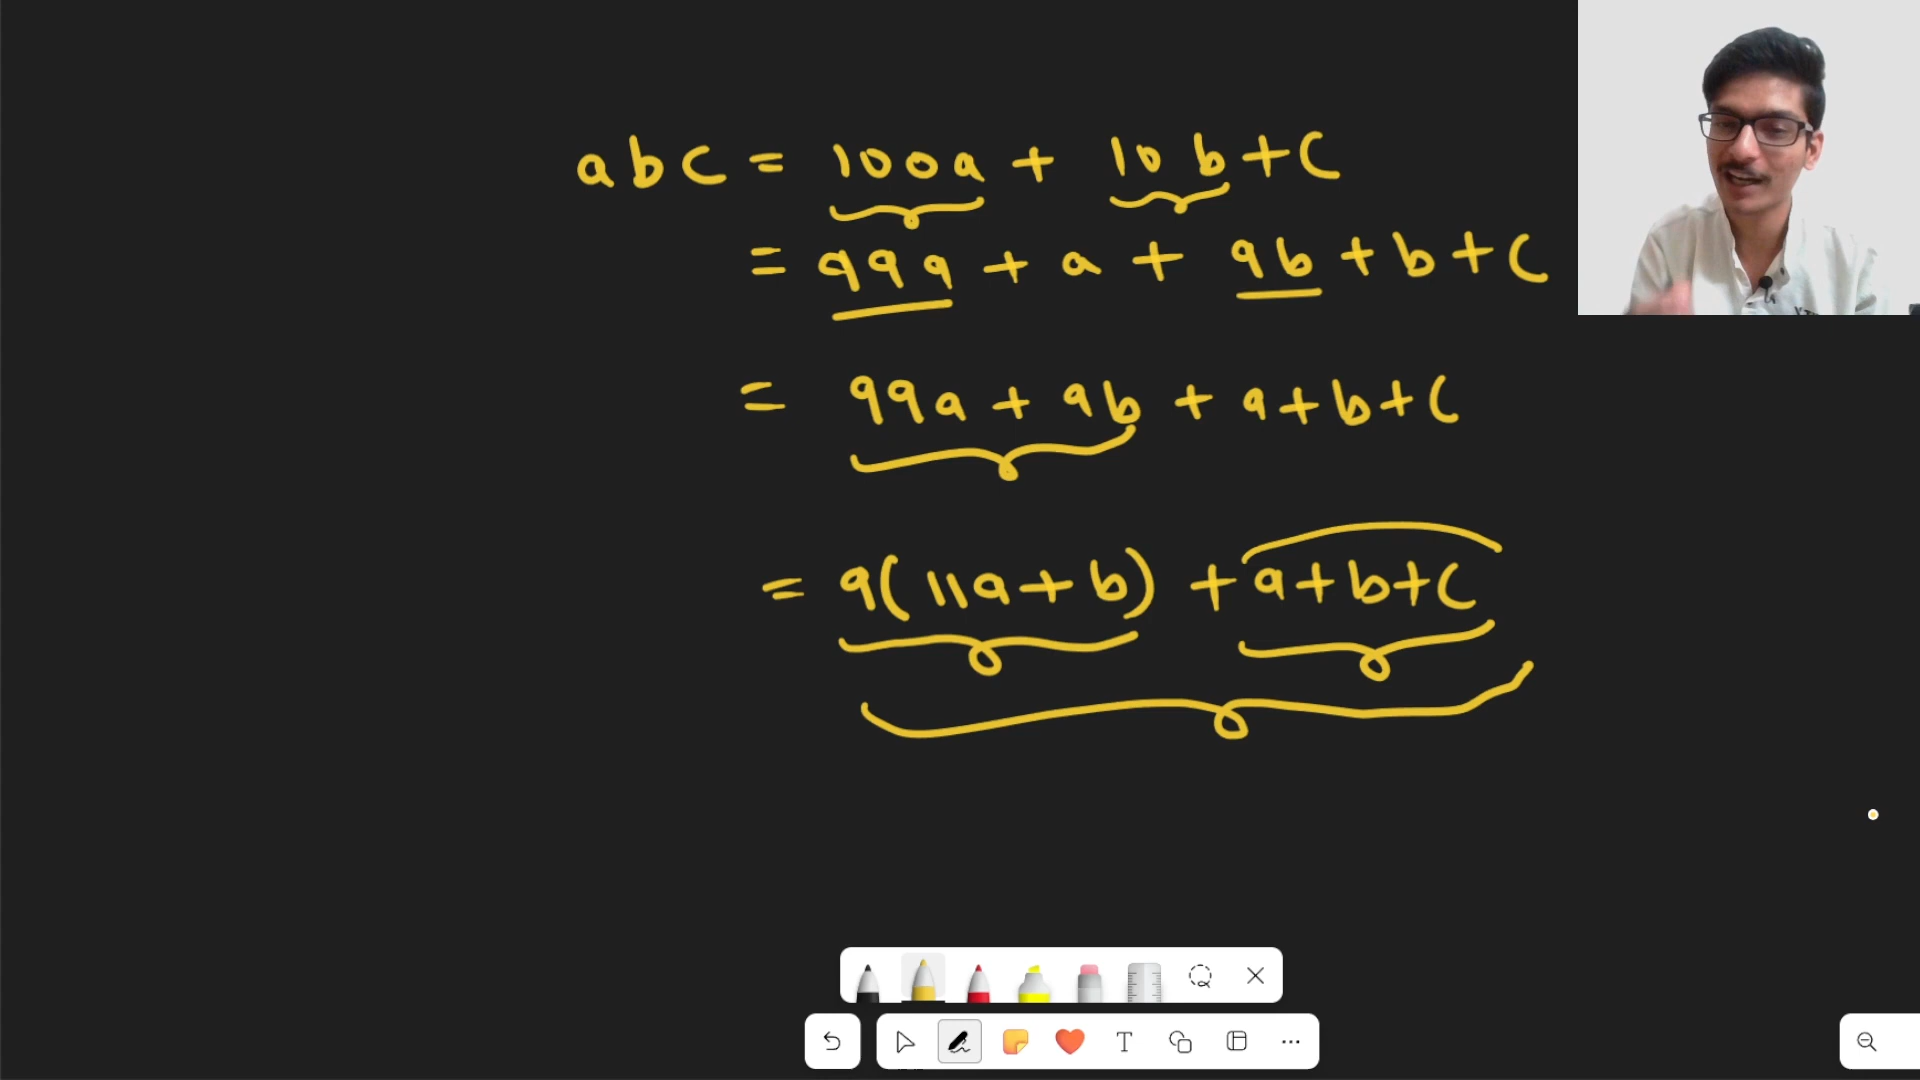 abc = 100a + 10b + c
= 99a + a + 9b + b + c
= 99a + 9b + a + b + c
= 9(11a + b) + a + b + c
T